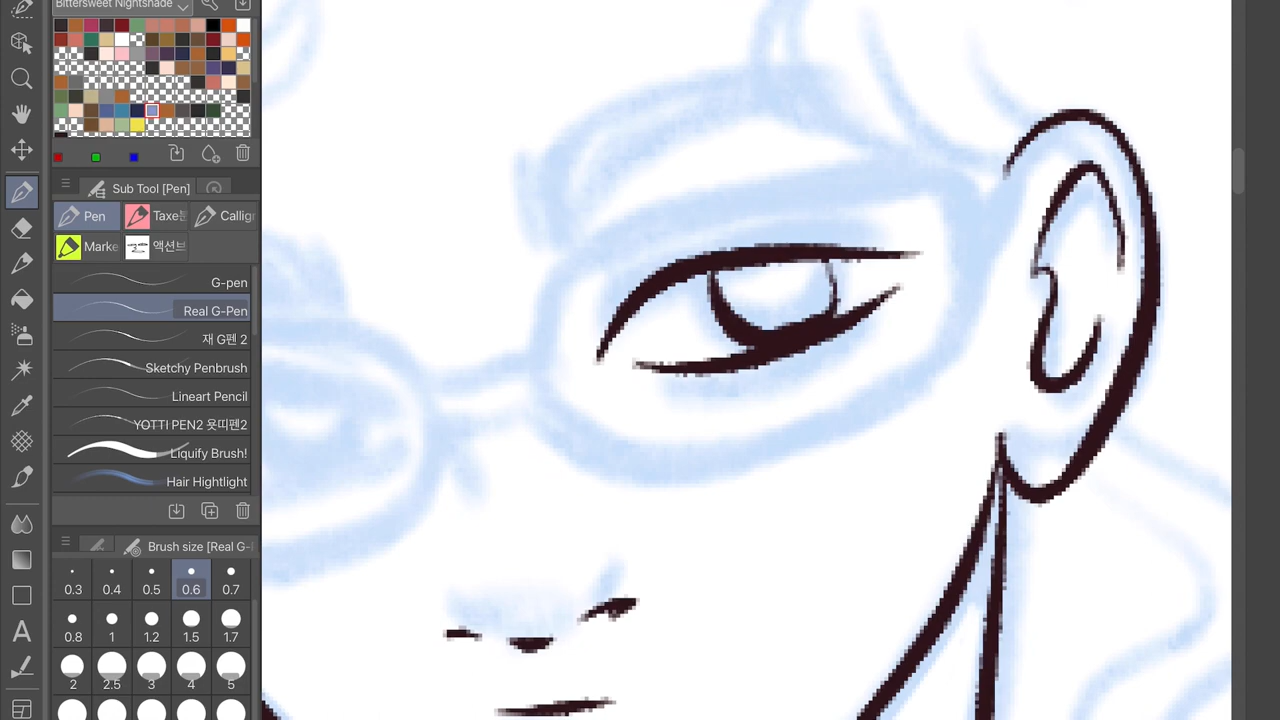 Bittersweet Nightshade
Sub Tool [Pen]
Pen
Marke
액션브
G-pen
Real G-Pen
재 G펜 2
Sketchy Penbrush
Lineart Pencil
YOTTI PEN2 욧띠펜2
Liquify Brush!
Hair Hightlight
Brush size [Real G-
0.3 0.4 0.5 0.6 0.7
0.8 1 1.2 1.5 1.7
2 2.5 3 4 5
A